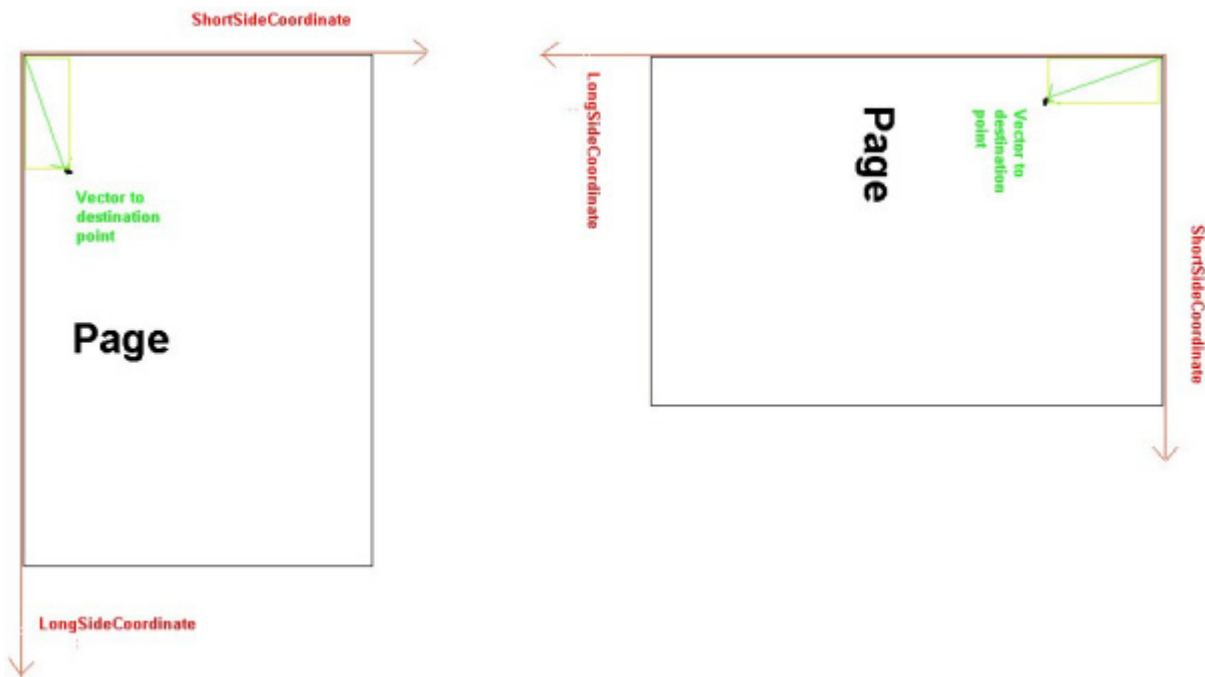 ShortSideCoordinate
Vector to
destination
point
Page
LongSideCoordinate
LongSideCoordinate
Page
Vector to
destination
point
ShortSideCoordinate